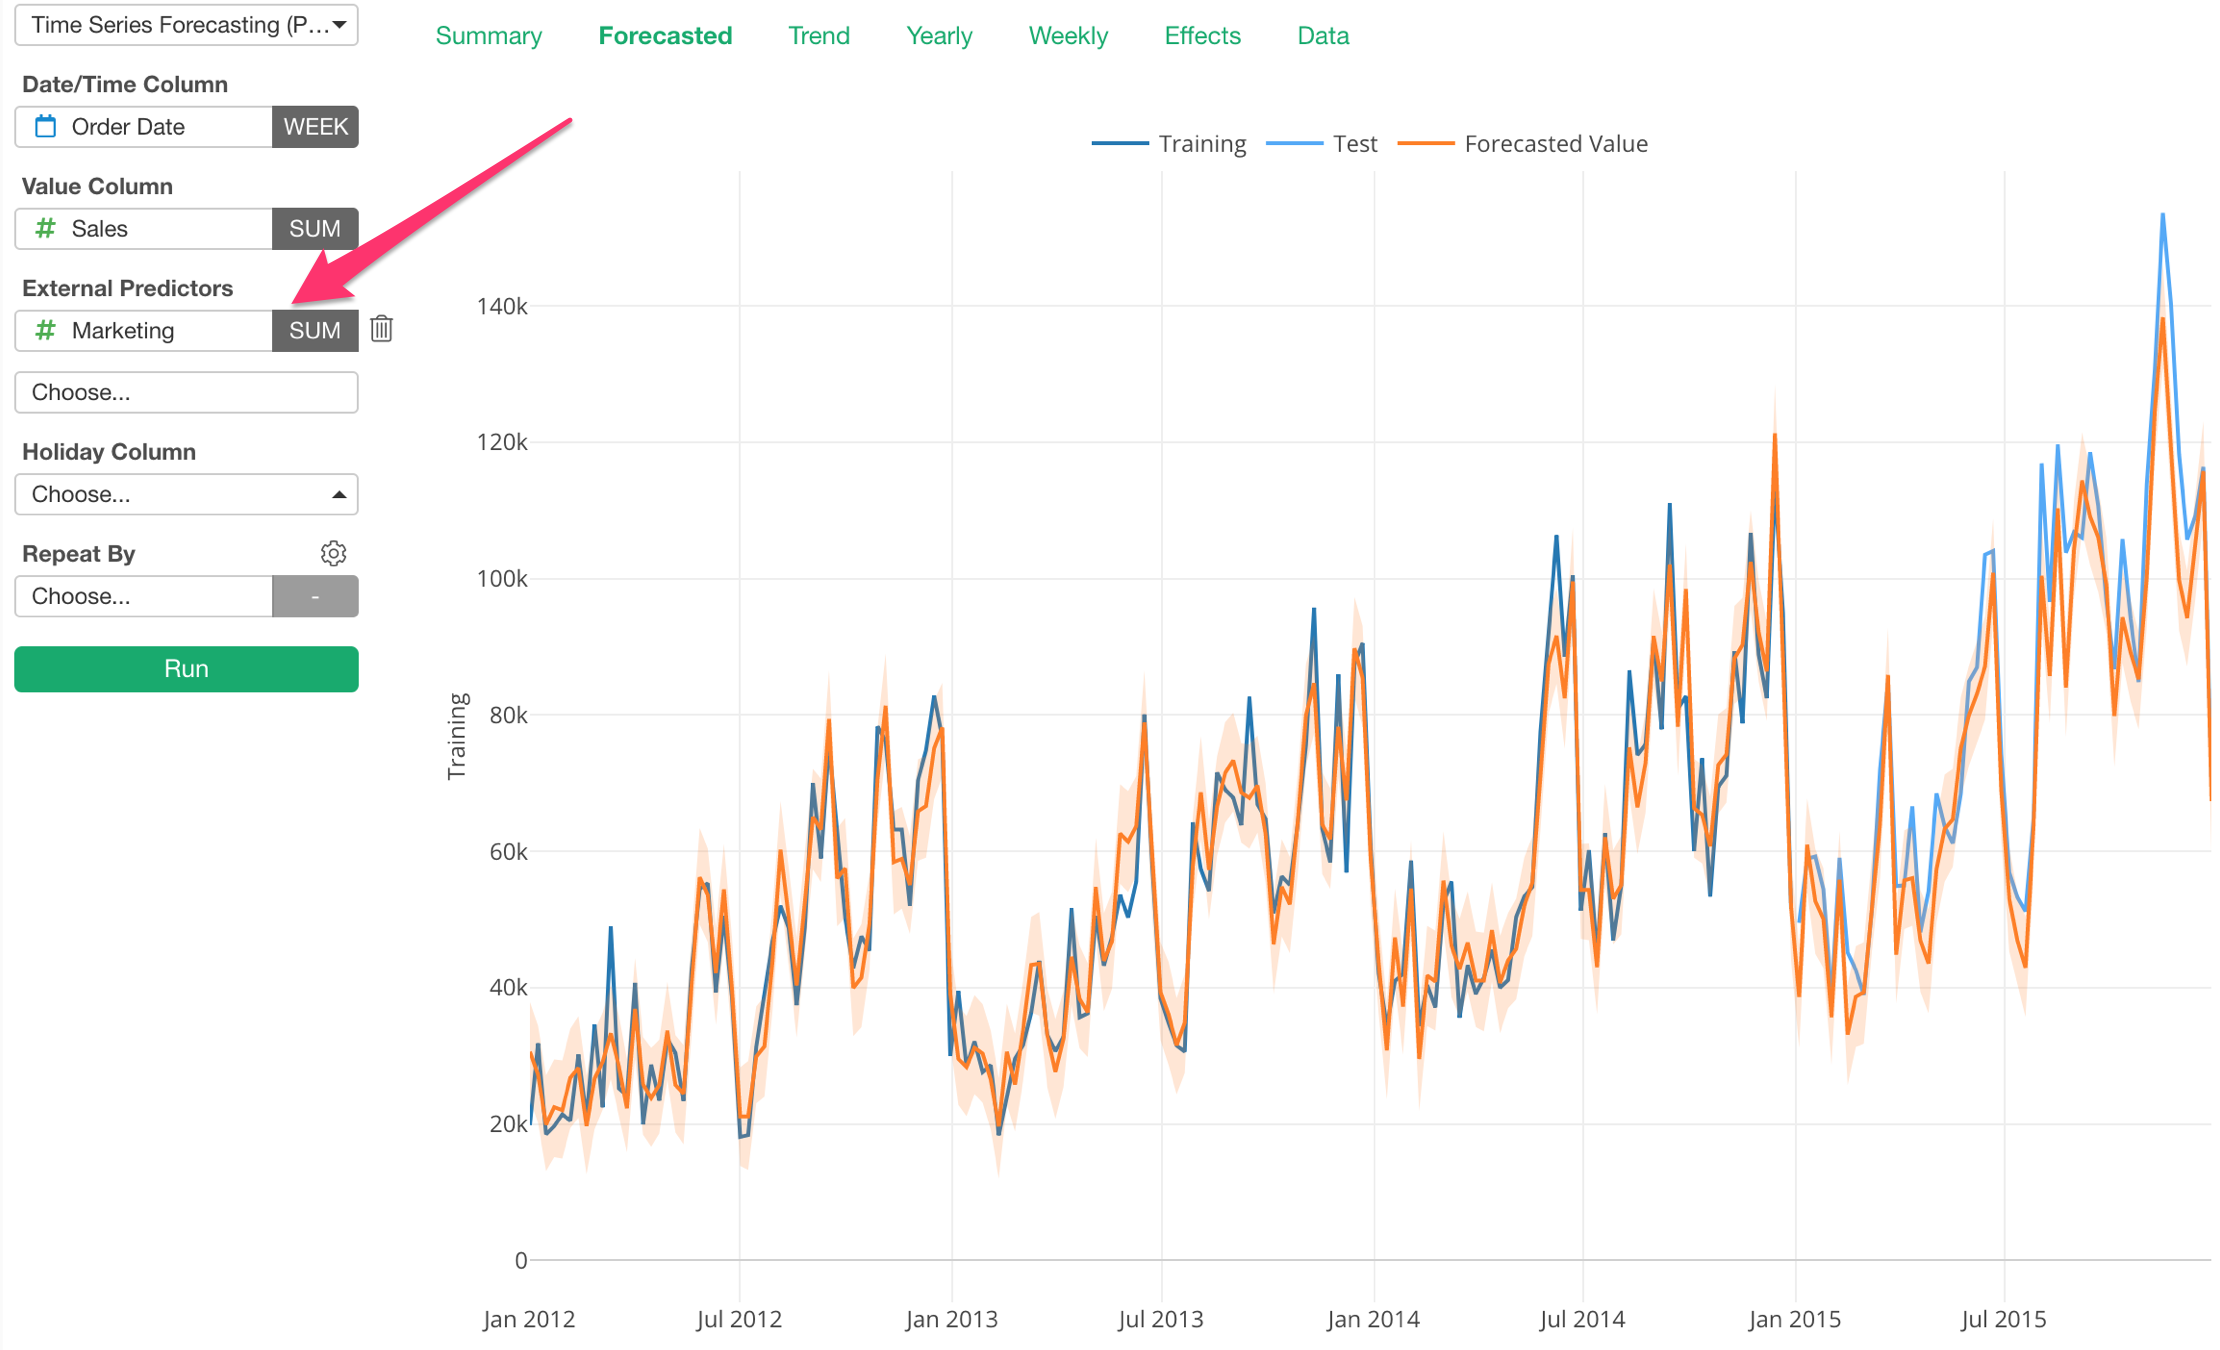 Time Series Forecasting (P...
Summary Forecasted Trend Yearly Weekly Effects Data
Date/Time Column
Order Date WEEK
Value Column
# Sales SUM
External Predictors
# Marketing SUM
Choose...
Holiday Column
Choose...
Repeat By
Choose... -
Run
Training Test Forecasted Value
Training
140k
120k
100k
80k
60k
40k
20k
0
Jan 2012 Jul 2012 Jan 2013 Jul 2013 Jan 2014 Jul 2014 Jan 2015 Jul 2015